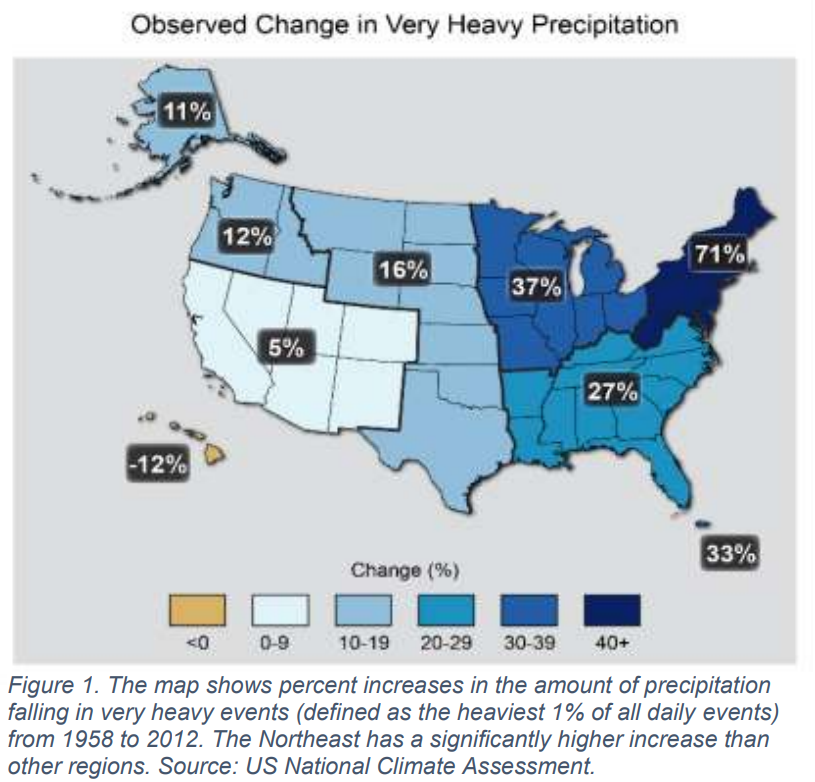 Observed Change in Very Heavy Precipitation
11%
12%
16%
71%
37%
5%
27%
-12%
33%
Change (%)
<0 0-9 10-19 20-29 30-39 40+
Figure 1. The map shows percent increases in the amount of precipitation
falling in very heavy events (defined as the heaviest 1% of all daily events)
from 1958 to 2012. The Northeast has a significantly higher increase than
other regions. Source: US National Climate Assessment.